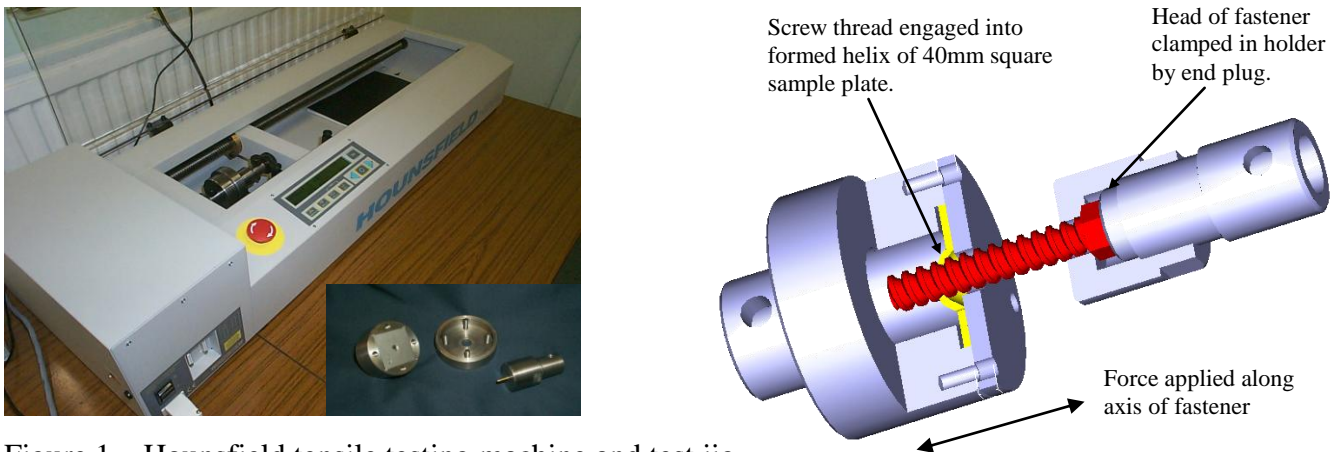 Screw thread engaged into
formed helix of 40mm square
sample plate.
Head of fastener
clamped in holder
by end plug.
HOUNSFIELD
Force applied along
axis of fastener
Figure 1 – Hounsfield tensile testing machine and test jig